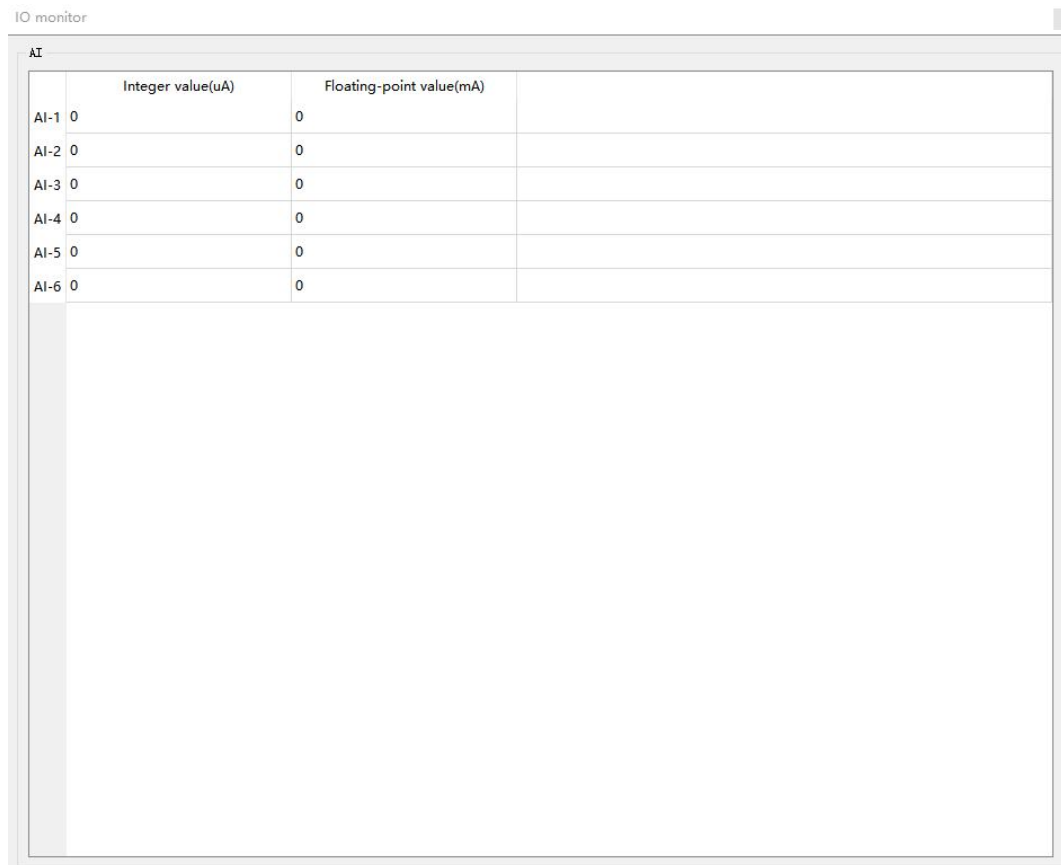 IO monitor
AI
Integer value(uA) Floating-point value(mA)
AI-1 0 0
AI-2 0 0
AI-3 0 0
AI-4 0 0
AI-5 0 0
AI-6 0 0